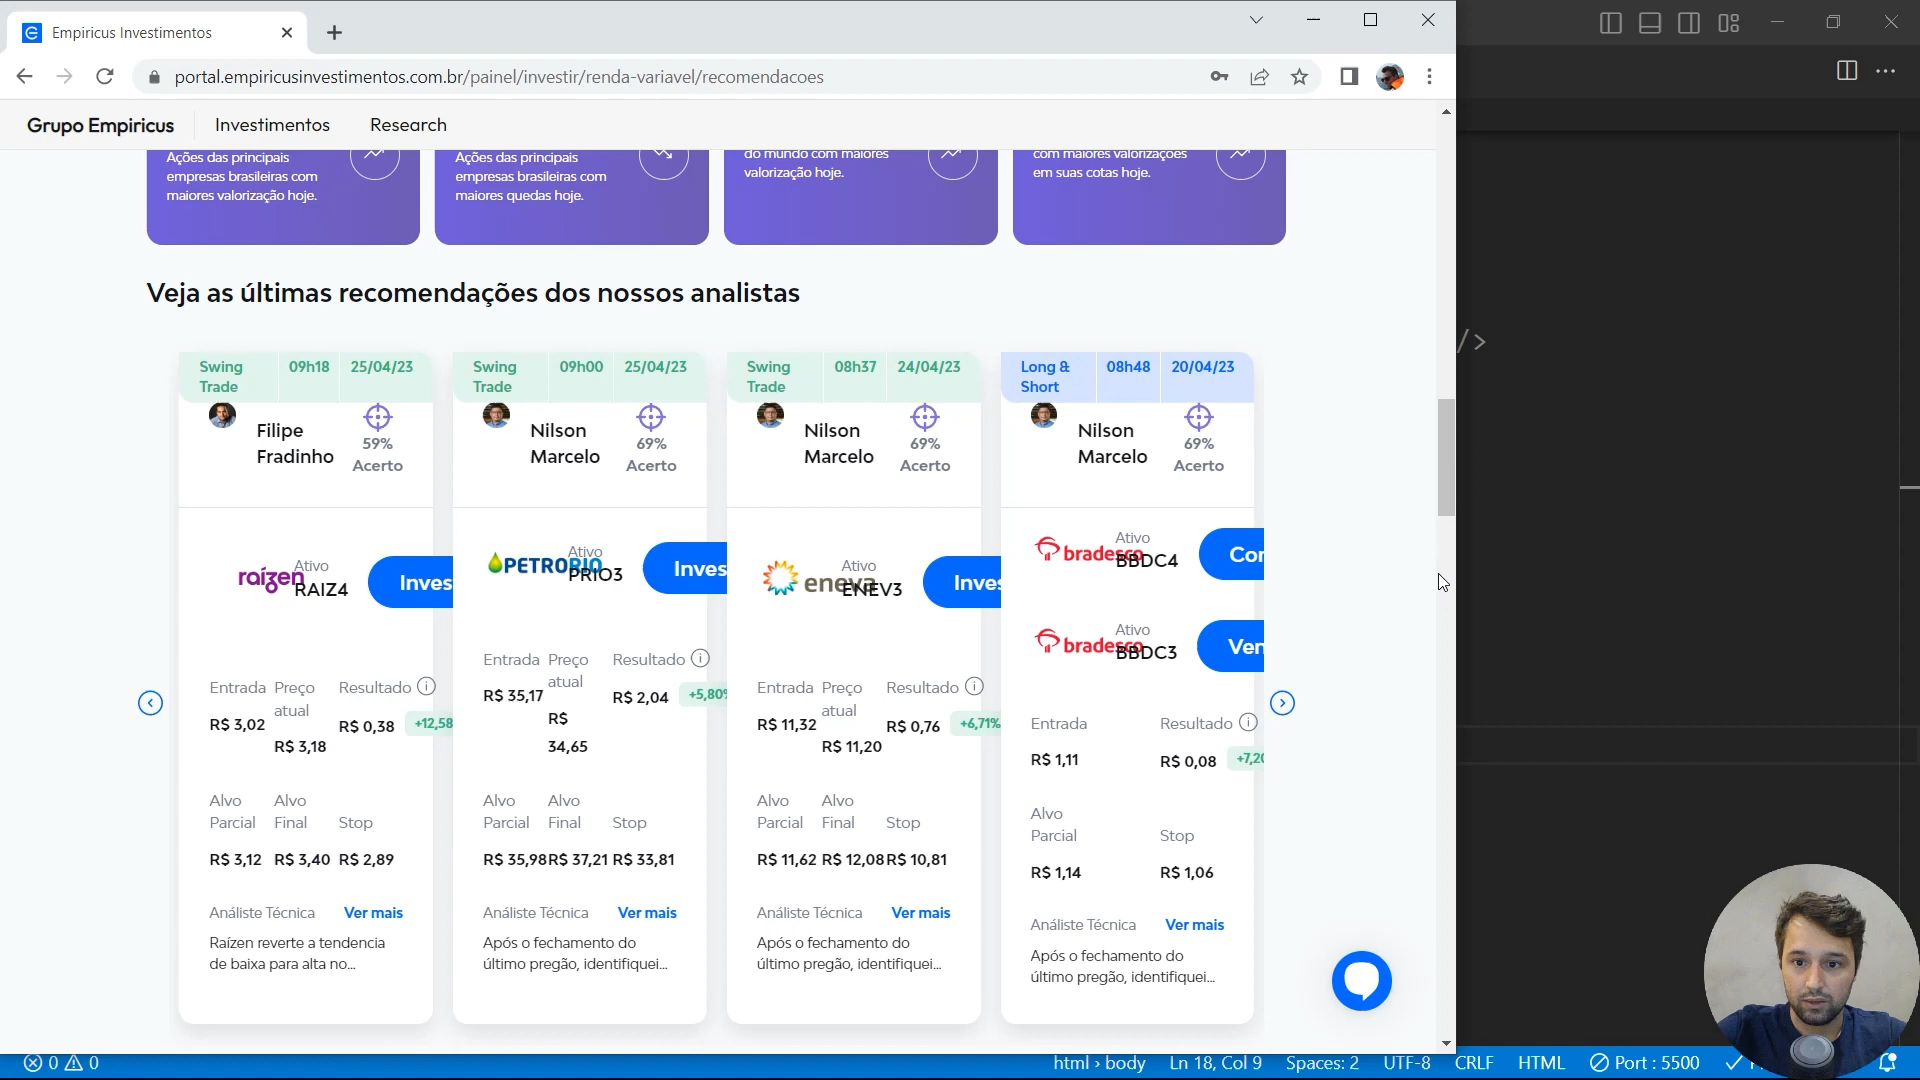 Empiricus Investimentos
portal.empiricusinvestimentos.com.br/painel/investir/renda-variavel/recomendacoes
Grupo Empiricus
Investimentos
Research
Ações das principais
empresas brasileiras com
maiores valorização hoje.
Ações das principais
empresas brasileiras com
maiores quedas hoje.
do mundo com maiores
valorização hoje.
com maiores valorizações
em suas cotas hoje.
Veja as últimas recomendações dos nossos analistas
Swing
Trade
09h18
25/04/23
Filipe
Fradinho
59%
Acerto
raízen
Ativo
RAIZ4
Inves
Entrada
R$ 3,02
Preço
atual
R$ 3,18
Resultado
R$ 0,38
+12,58
Alvo
Parcial
R$ 3,12
Alvo
Final
R$ 3,40
Stop
R$ 2,89
Análiste Técnica
Ver mais
Raízen reverte a tendencia
de baixa para alta no...
Swing
Trade
09h00
25/04/23
Nilson
Marcelo
69%
Acerto
PETRORIO
Ativo
PRIO3
Inves
Entrada
R$ 35,17
Preço
atual
R$
34,65
Resultado
R$ 2,04
+5,80%
Alvo
Parcial
R$ 35,98
Alvo
Final
R$ 37,21
Stop
R$ 33,81
Análiste Técnica
Ver mais
Após o fechamento do
último pregão, identifiquei...
Swing
Trade
08h37
24/04/23
Nilson
Marcelo
69%
Acerto
eneva
Ativo
ENEV3
Inves
Entrada
R$ 11,32
Preço
atual
R$ 11,20
Resultado
R$ 0,76
+6,71%
Alvo
Parcial
R$ 11,62
Alvo
Final
R$ 12,08
Stop
R$ 10,81
Análiste Técnica
Ver mais
Após o fechamento do
último pregão, identifiquei...
Long &
Short
08h48
20/04/23
Nilson
Marcelo
69%
Acerto
bradesco
Ativo
BBDC4
Com
bradesco
Ativo
BBDC3
Ven
Entrada
R$ 1,11
Resultado
R$ 0,08
+7,20
Alvo
Parcial
R$ 1,14
Stop
R$ 1,06
Análiste Técnica
Ver mais
Após o fechamento do
último pregão, identifiquei...
/>
0 0
html › body
Ln 18, Col 9
Spaces: 2
UTF-8
CRLF
HTML
Port : 5500